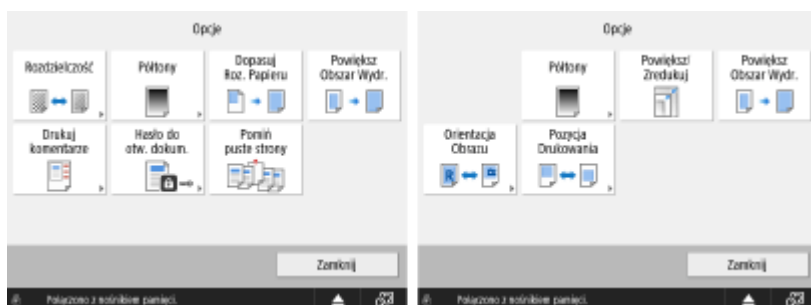 Opcje
Rozdzielczość
Półtony
Dopasuj
Roz. Papieru
Powiększ
Obszar Wydr.
Drukuj
komentarze
Hasło do
otw. dokum.
Pomiń
puste strony
Zamknij
Połączono z nośnikiem pamięci.
Opcje
Półtony
Powiększ/
Zredukuj
Powiększ
Obszar Wydr.
Orientacja
Obrazu
R
Pozycja
Drukowania
Zamknij
Połączono z nośnikiem pamięci.